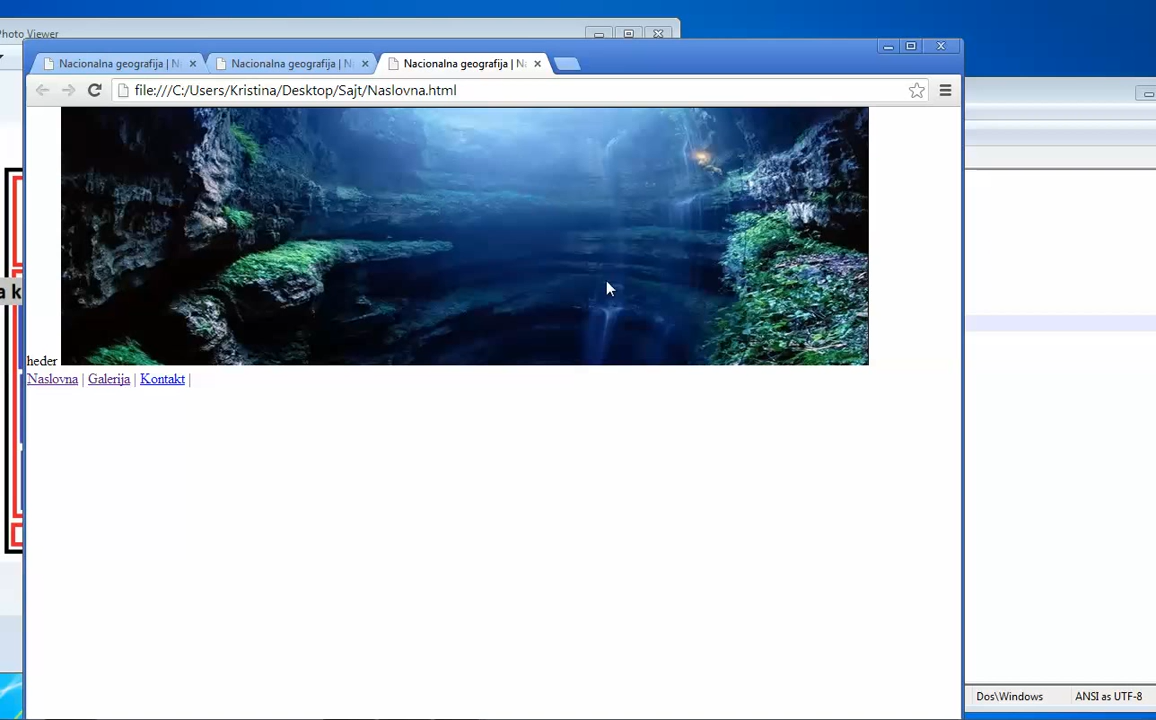 Photo Viewer
Nacionalna geografija | N
Nacionalna geografija | N
Nacionalna geografija | Na
file:///C:/Users/Kristina/Desktop/Sajt/Naslovna.html
a k
heder
Naslovna | Galerija | Kontakt |
Dos\Windows
ANSI as UTF-8